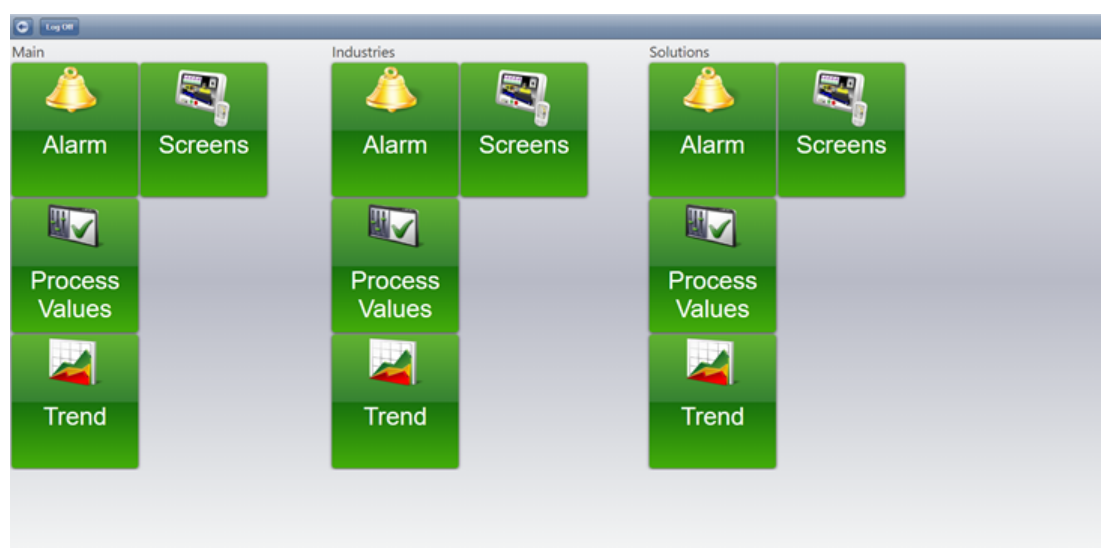 Log Off
Main
Industries
Solutions
Alarm
Screens
Alarm
Screens
Alarm
Screens
Process
Values
Process
Values
Process
Values
Trend
Trend
Trend